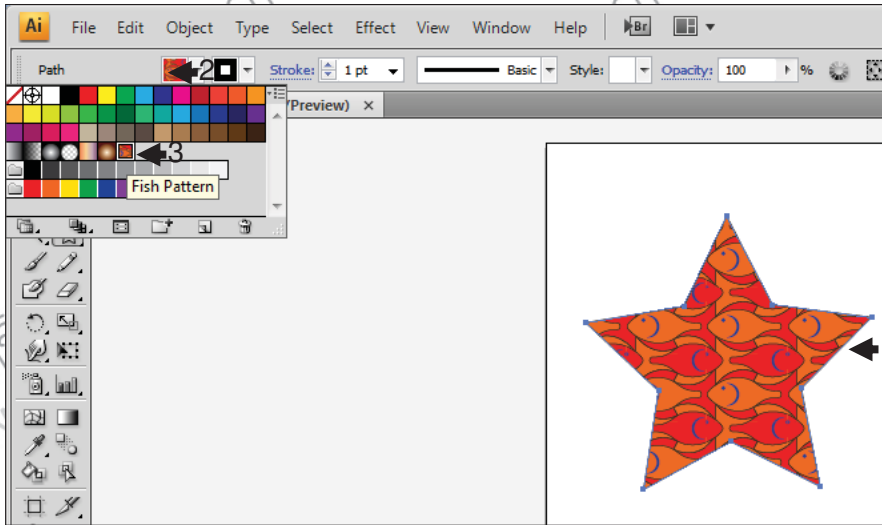 Ai File Edit Object Type Select Effect View Window Help Br
Path 2 Stroke: 1 pt Basic Style: Opacity: 100 %
/Preview) ×
3
Fish Pattern